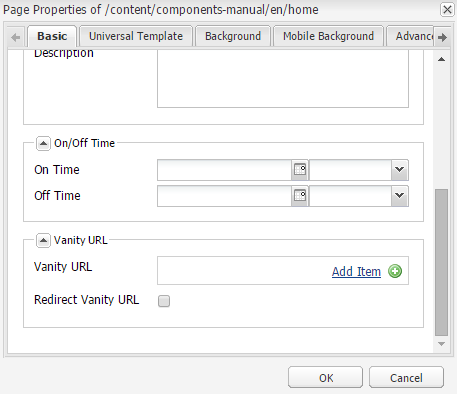 Page Properties of /content/components-manual/en/home
Basic Universal Template Background Mobile Background Advanc
Description
On/Off Time
On Time
Off Time
Vanity URL
Vanity URL Add Item
Redirect Vanity URL
OK Cancel